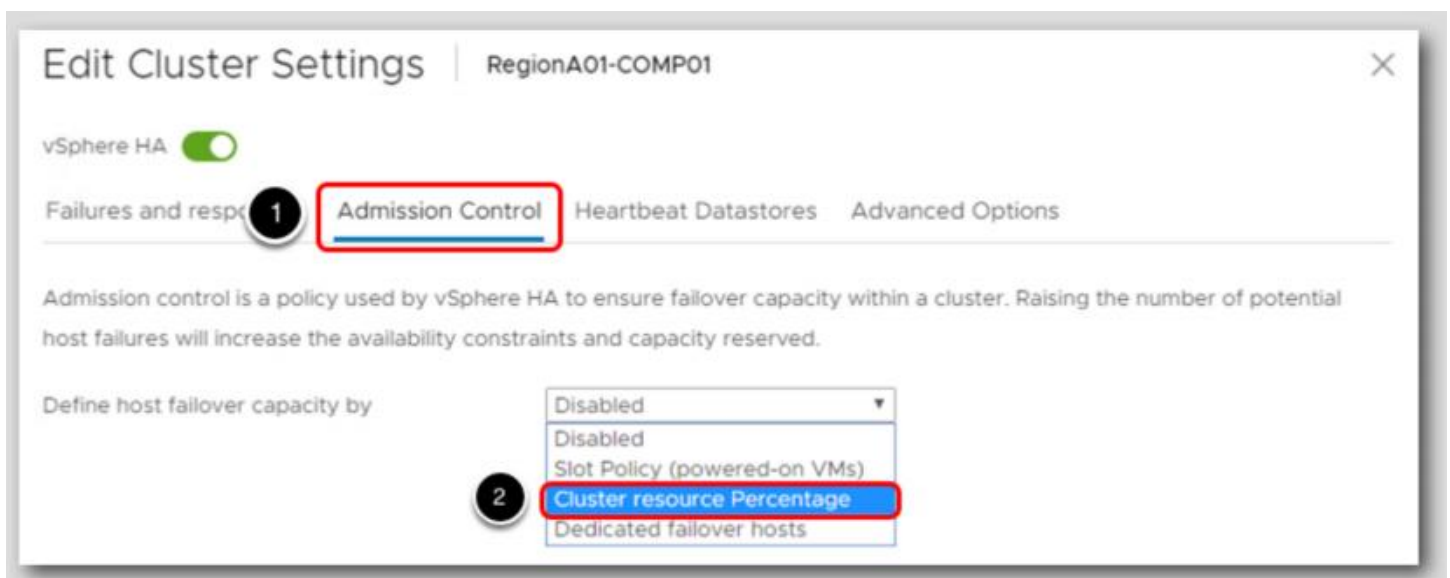 Edit Cluster Settings RegionA01-COMP01
vSphere HA
Failures and respo 1 Admission Control Heartbeat Datastores Advanced Options
Admission control is a policy used by vSphere HA to ensure failover capacity within a cluster. Raising the number of potential
host failures will increase the availability constraints and capacity reserved.
Define host failover capacity by Disabled
Disabled
Slot Policy (powered-on VMs)
2 Cluster resource Percentage
Dedicated failover hosts